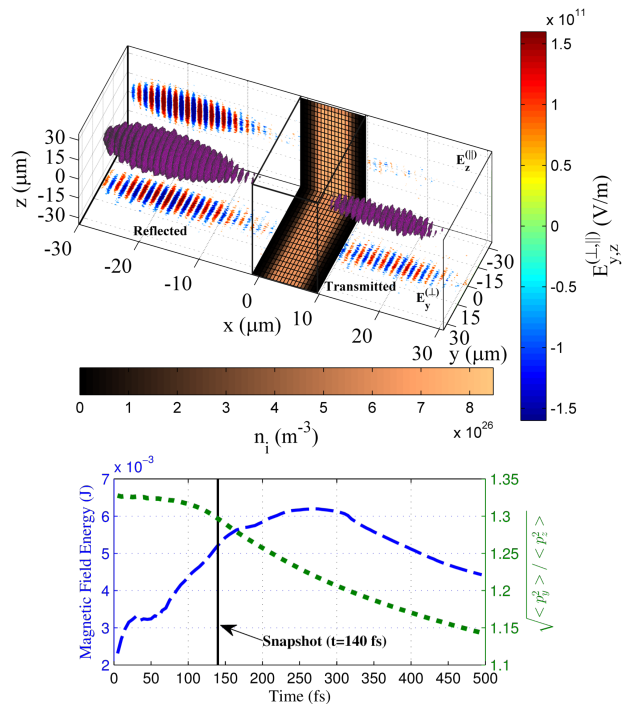 x 10^11
1.5
1
0.5
0
-0.5
-1
-1.5
E_{y,z}^{(⊥,||)} (V/m)
E_z^{(||)}
30
15
0
-15
-30
z (μm)
Reflected
Transmitted
E_y^{(⊥)}
-30
-20
-10
0
10
20
30
x (μm)
-30
-15
0
15
30
y (μm)
0 1 2 3 4 5 6 7 8
n_i (m^-3)
x 10^26
x 10^-3
7
6
5
4
3
2
Magnetic Field Energy (J)
1.35
1.3
1.25
1.2
1.15
1.1
√<p_y^2> / <p_z^2>
Snapshot (t=140 fs)
0 50 100 150 200 250 300 350 400 450 500
Time (fs)